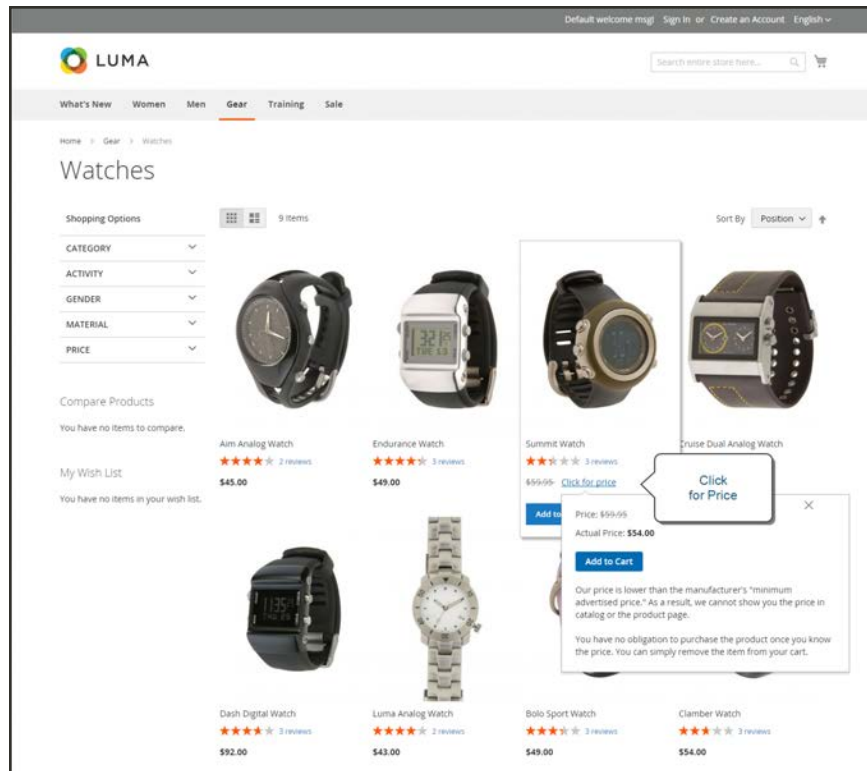 Default welcome msg! Sign In or Create an Account English
LUMA
Search entire store here...
What's New Women Men Gear Training Sale
Home Gear Watches
Watches
Shopping Options
9 Items
Sort By Position
CATEGORY
ACTIVITY
GENDER
MATERIAL
PRICE
Compare Products
You have no items to compare.
My Wish List
You have no items in your wish list.
Aim Analog Watch
2 reviews
$45.00
Endurance Watch
3 reviews
$49.00
Summit Watch
3 reviews
$59.95 Click for price
Add to
Cruise Dual Analog Watch
Click
for Price
Price: $59.95
Actual Price: $54.00
Add to Cart
Our price is lower than the manufacturer's "minimum
advertised price." As a result, we cannot show you the price in
catalog or the product page.
You have no obligation to purchase the product once you know
the price. You can simply remove the item from your cart.
Dash Digital Watch
3 reviews
$92.00
Luma Analog Watch
2 reviews
$43.00
Bolo Sport Watch
3 reviews
$49.00
Clamber Watch
3 reviews
$54.00